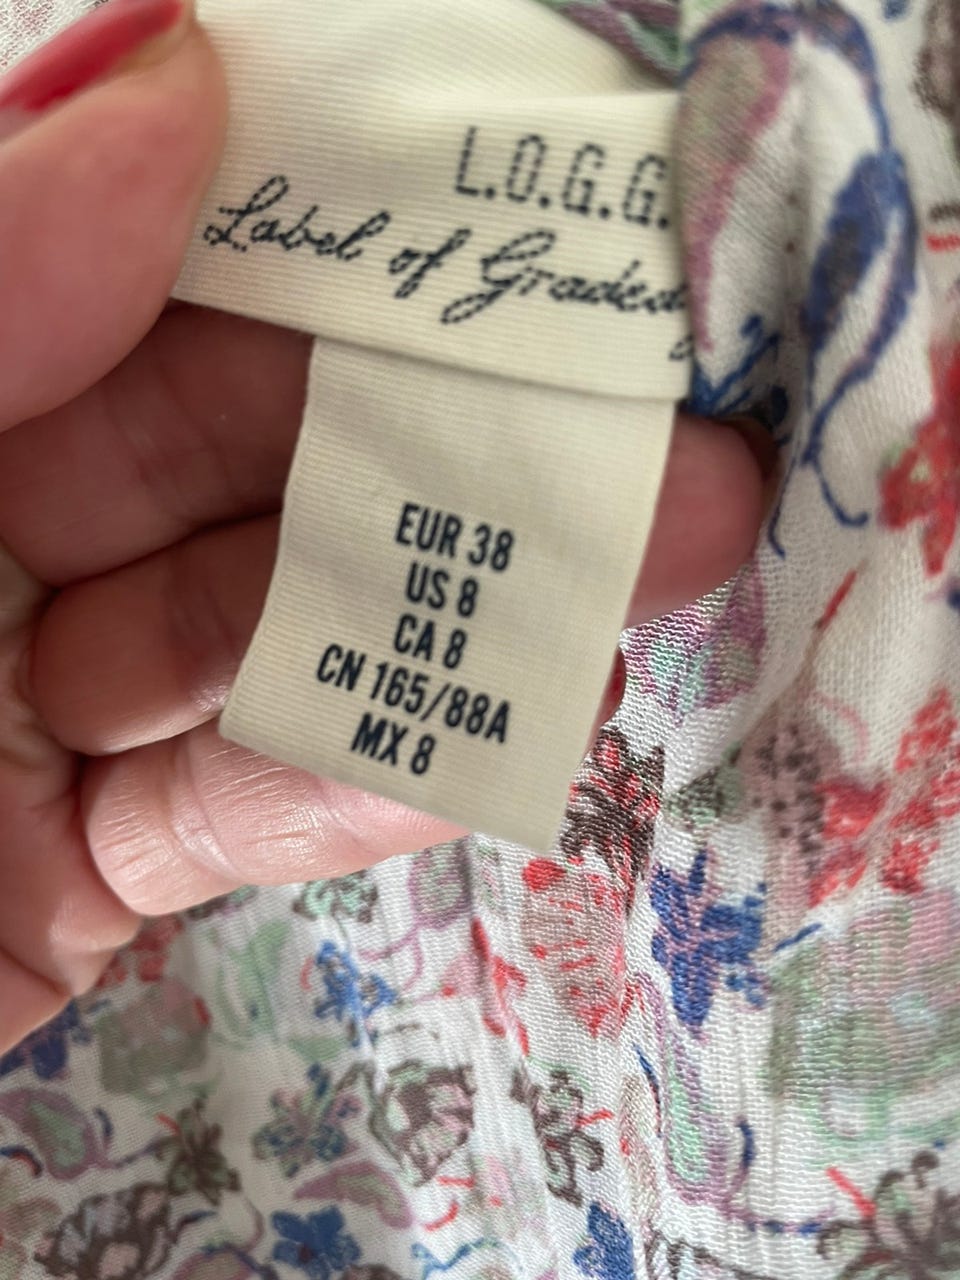 L.O.G.G.
Label of Graded
EUR 38
US 8
CA 8
CN 165/88A
MX 8